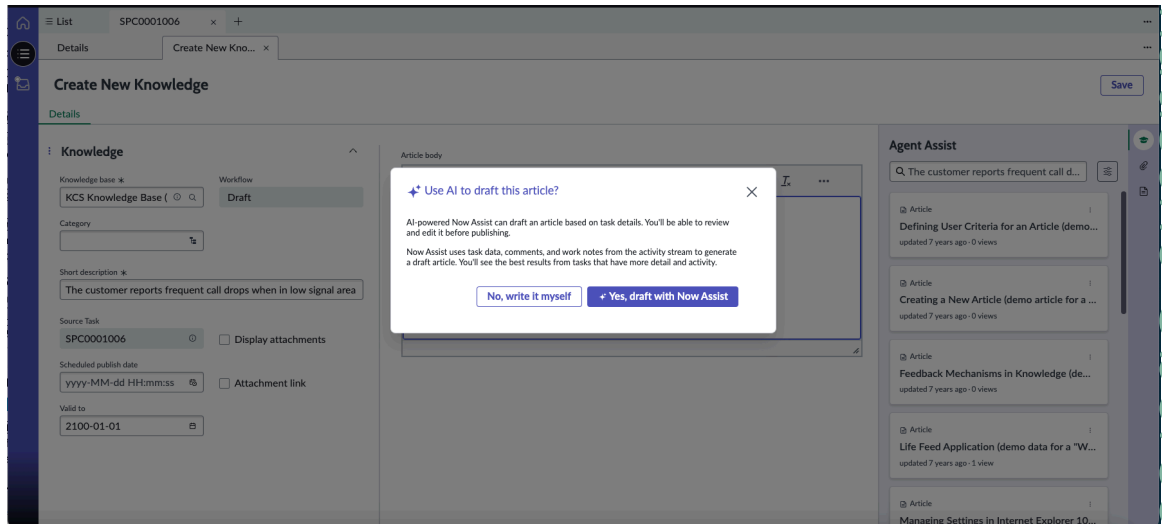 List
SPC0001006
Details
Create New Kno...
Create New Knowledge
Save
Details
Knowledge
Knowledge base *
KCS Knowledge Base (
Workflow
Draft
Category
Short description *
The customer reports frequent call drops when in low signal area
Source Task
SPC0001006
Display attachments
Scheduled publish date
yyyy-MM-dd HH:mm:ss
Attachment link
Valid to
2100-01-01
Article body
Use AI to draft this article?
AI-powered Now Assist can draft an article based on task details. You'll be able to review
and edit it before publishing.
Now Assist uses task data, comments, and work notes from the activity stream to generate
a draft article. You'll see the best results from tasks that have more detail and activity.
No, write it myself
Yes, draft with Now Assist
Agent Assist
The customer reports frequent call d...
Article
Defining User Criteria for an Article (demo...
updated 7 years ago · 0 views
Article
Creating a New Article (demo article for a ...
updated 7 years ago · 0 views
Article
Feedback Mechanisms in Knowledge (de...
updated 7 years ago · 0 views
Article
Life Feed Application (demo data for a "W...
updated 7 years ago · 1 view
Article
Managing Settings in Internet Explorer 10...